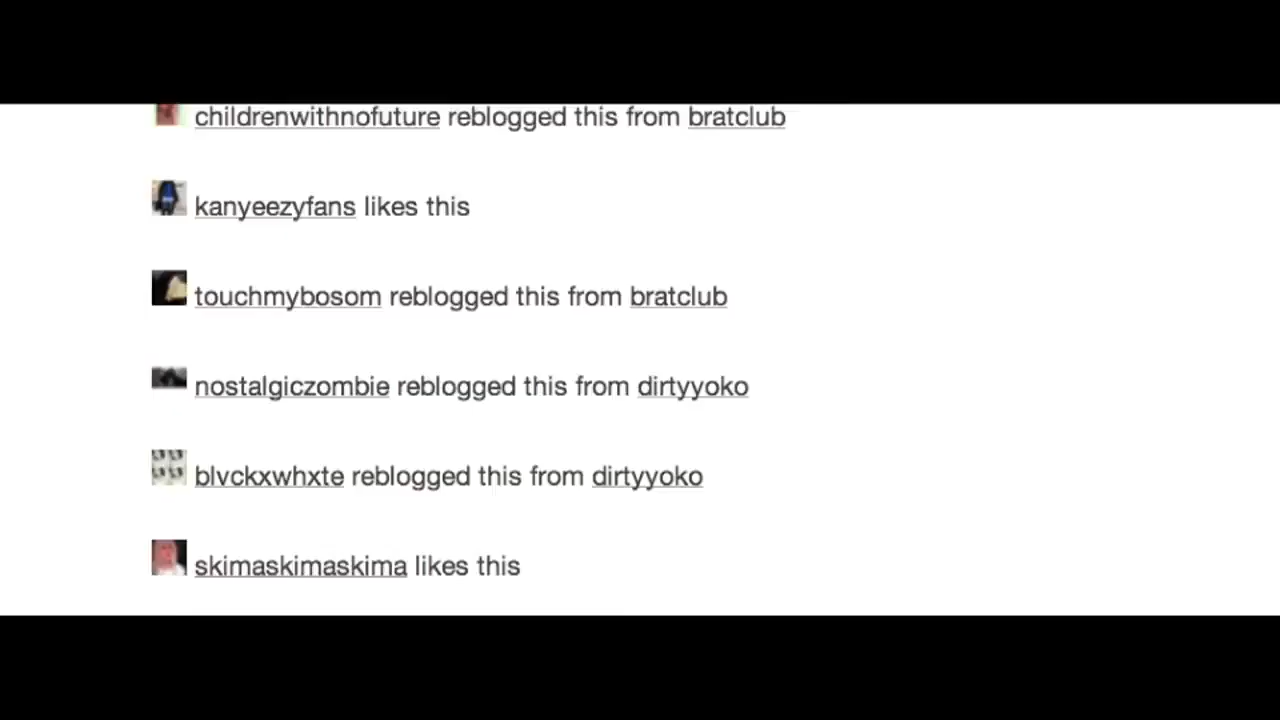 childrenwithnofuture reblogged this from bratclub
kanyeezyfans likes this
touchmybosom reblogged this from bratclub
nostalgiczombie reblogged this from dirtyyoko
blvckxwhxte reblogged this from dirtyyoko
skimaskimaskima likes this